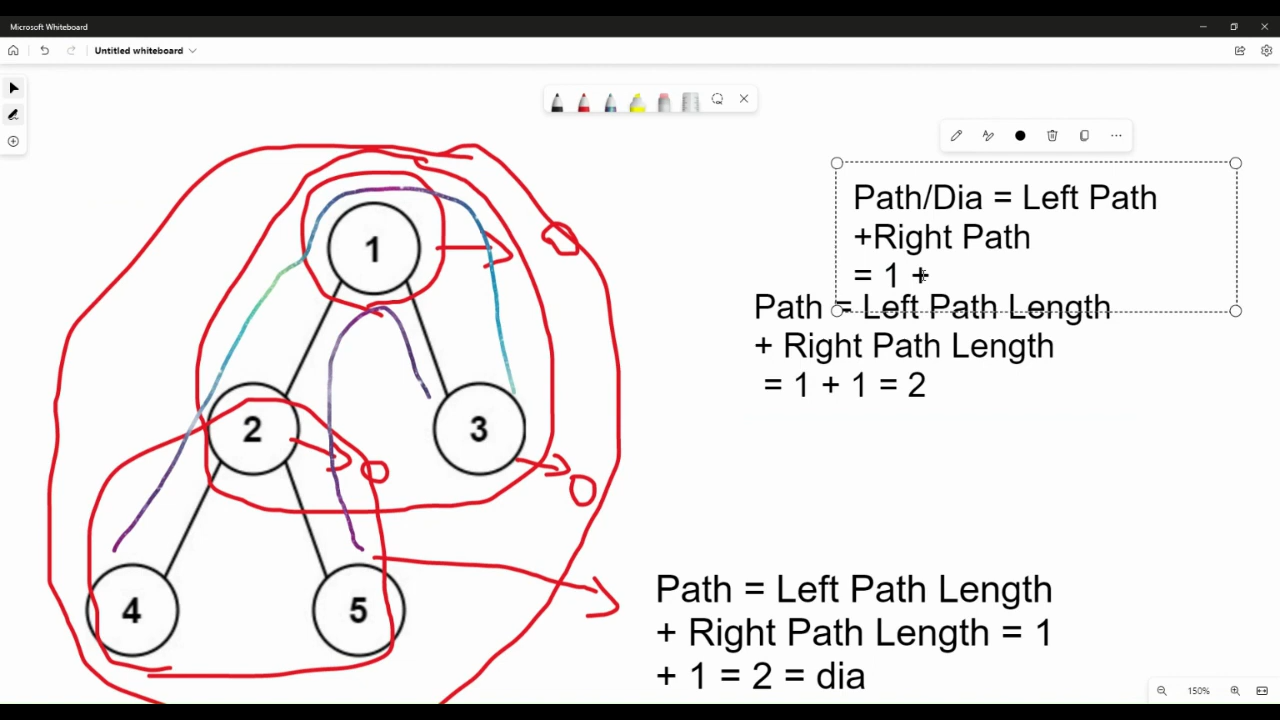 Microsoft Whiteboard
Untitled whiteboard
Path/Dia = Left Path
+Right Path
= 1 +
Path = Left Path Length
+ Right Path Length
= 1 + 1 = 2
1
2
3
4
5
Path = Left Path Length
+ Right Path Length = 1
+ 1 = 2 = dia
150%